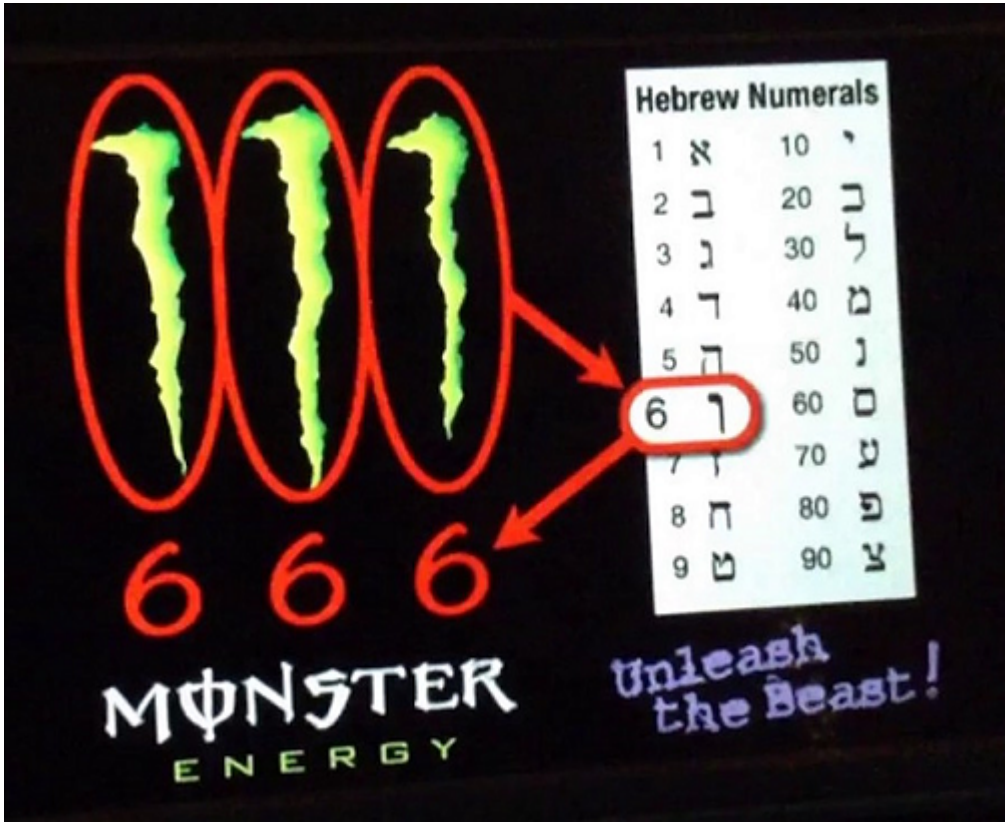 Hebrew Numerals
1 א 10 י
2 ב 20 כ
3 ג 30 ל
4 ד 40 מ
5 ה 50 נ
6 ו 60 ס
7 ז 70 ע
8 ח 80 פ
9 ט 90 צ
6 6 6
MONSTER
ENERGY
Unleash
the Beast!